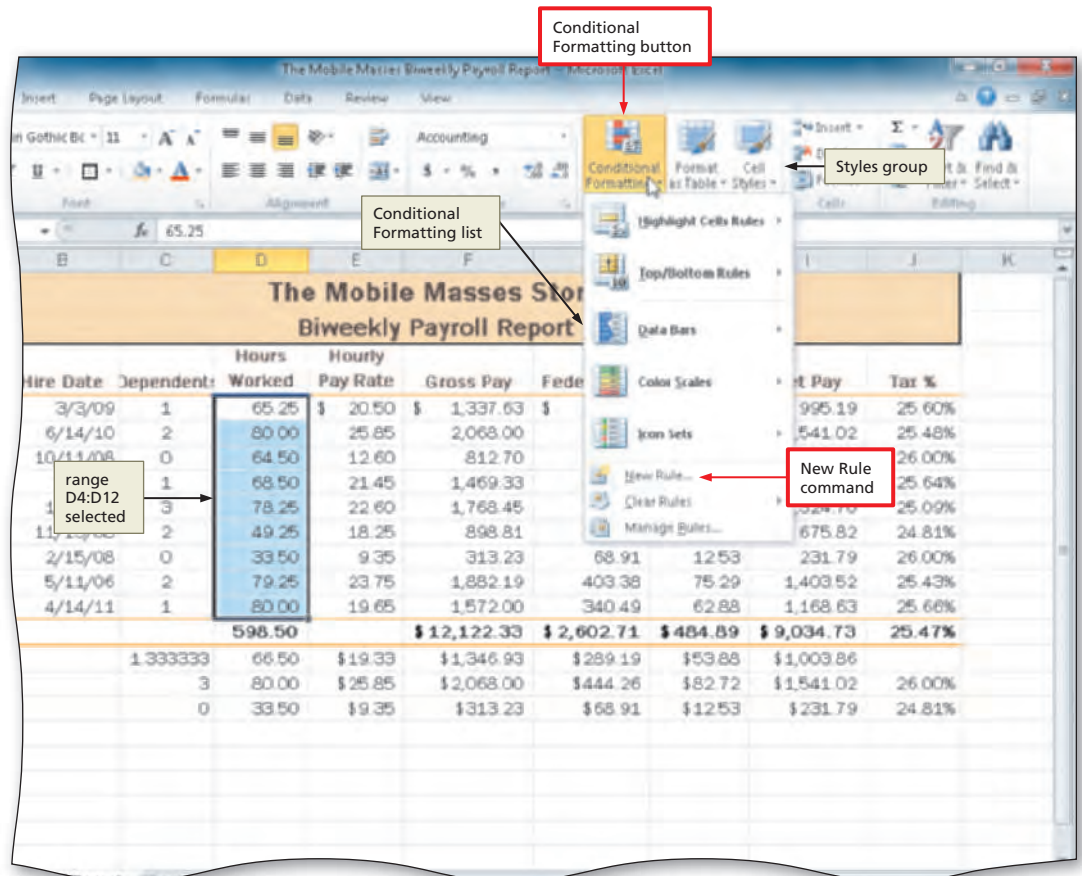 Conditional
Formatting button
The Mobile Masses Biweekly Payroll Report - Microsoft Excel
Insert Page Layout Formulas Data Review View
Gothic Bc 11 A A Accounting
Insert
Σ
U A $ % ,
Conditional
Formatting
Format
as Table
Cell
Styles
Styles group
Find &
Select
Font Alignment Cells Editing
Conditional
Formatting list
fx 65.25
Highlight Cells Rules
Top/Bottom Rules
Data Bars
Color Scales
Icon Sets
New Rule...
Clear Rules
Manage Rules...
New Rule
command
range
D4:D12
selected
B C D E F I J K
The Mobile Masses Stor
Biweekly Payroll Report
Hours Hourly
Hire Date Dependents Worked Pay Rate Gross Pay Fede et Pay Tax %
3/3/09 1 65.25 $ 20.50 $ 1,337.63 $ 995.19 25.60%
6/14/10 2 80.00 25.85 2,068.00 ,541.02 25.48%
10/11/08 0 64.50 12.60 812.70 26.00%
1 68.50 21.45 1,469.33 25.64%
1 3 78.25 22.60 1,768.45 25.09%
2 49.25 18.25 898.81 675.82 24.81%
2/15/08 0 33.50 9.35 313.23 68.91 12.53 231.79 26.00%
5/11/06 2 79.25 23.75 1,882.19 403.38 75.29 1,403.52 25.43%
4/14/11 1 80.00 19.65 1,572.00 340.49 62.88 1,168.63 25.66%
598.50 $12,122.33 $2,602.71 $484.89 $9,034.73 25.47%
1.333333 66.50 $19.33 $1,346.93 $289.19 $53.88 $1,003.86
3 80.00 $25.85 $2,068.00 $444.26 $82.72 $1,541.02 26.00%
0 33.50 $9.35 $313.23 $68.91 $12.53 $231.79 24.81%